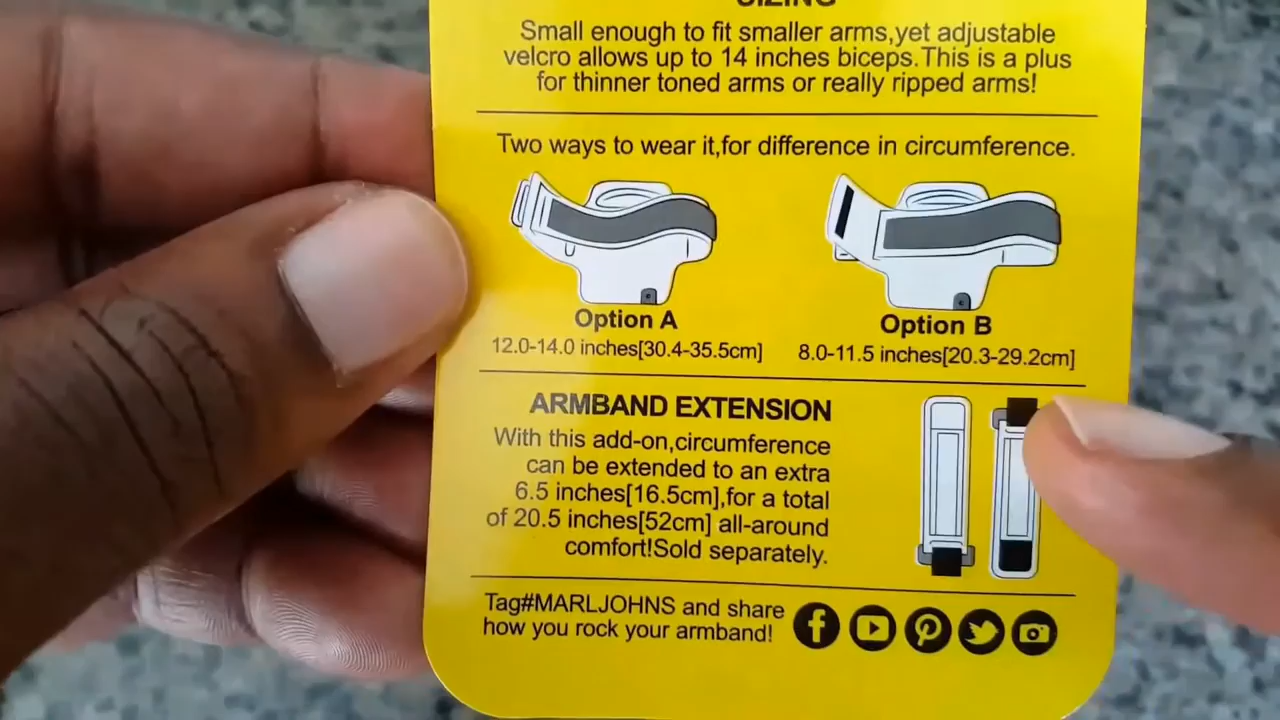 SIZING
Small enough to fit smaller arms,yet adjustable
velcro allows up to 14 inches biceps.This is a plus
for thinner toned arms or really ripped arms!
Two ways to wear it,for difference in circumference.
Option A
12.0-14.0 inches[30.4-35.5cm]
Option B
8.0-11.5 inches[20.3-29.2cm]
ARMBAND EXTENSION
With this add-on,circumference
can be extended to an extra
6.5 inches[16.5cm],for a total
of 20.5 inches[52cm] all-around
comfort!Sold separately.
Tag#MARLJOHNS and share
how you rock your armband!